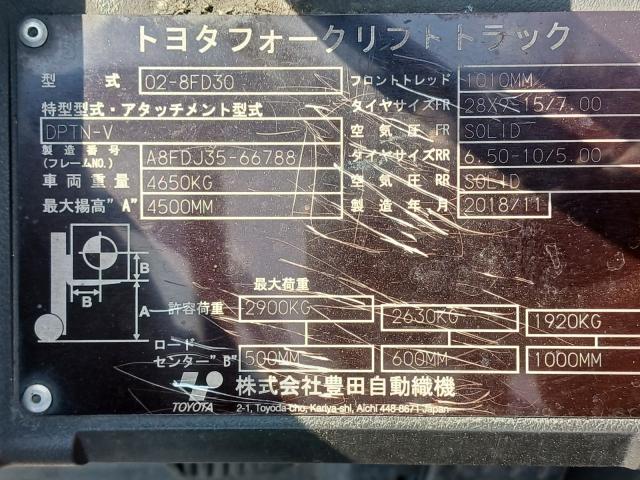 トヨタフォークリフトトラック
型 式 02-8FD30 フロントトレッド 1010MM
特型型式・アタッチメント型式 タイヤサイズFR 28X9-15/7.00
DPTN-V 空気圧FR SOLID
製造番号 (フレームNO.) A8FDJ35-66788 タイヤサイズRR 6.50-10/5.00
車両重量 4650KG 空気圧RR SOLID
最大揚高"A" 4500MM 製造年.月 2018/11
最大荷重
B
B
A
許容荷重 2900KG 2630KG 1920KG
ロード
センター"B" 500MM 600MM 1000MM
TOYOTA 株式会社豊田自動織機
2-1, Toyoda-cho, Kariya-shi, Aichi 448-8671 Japan